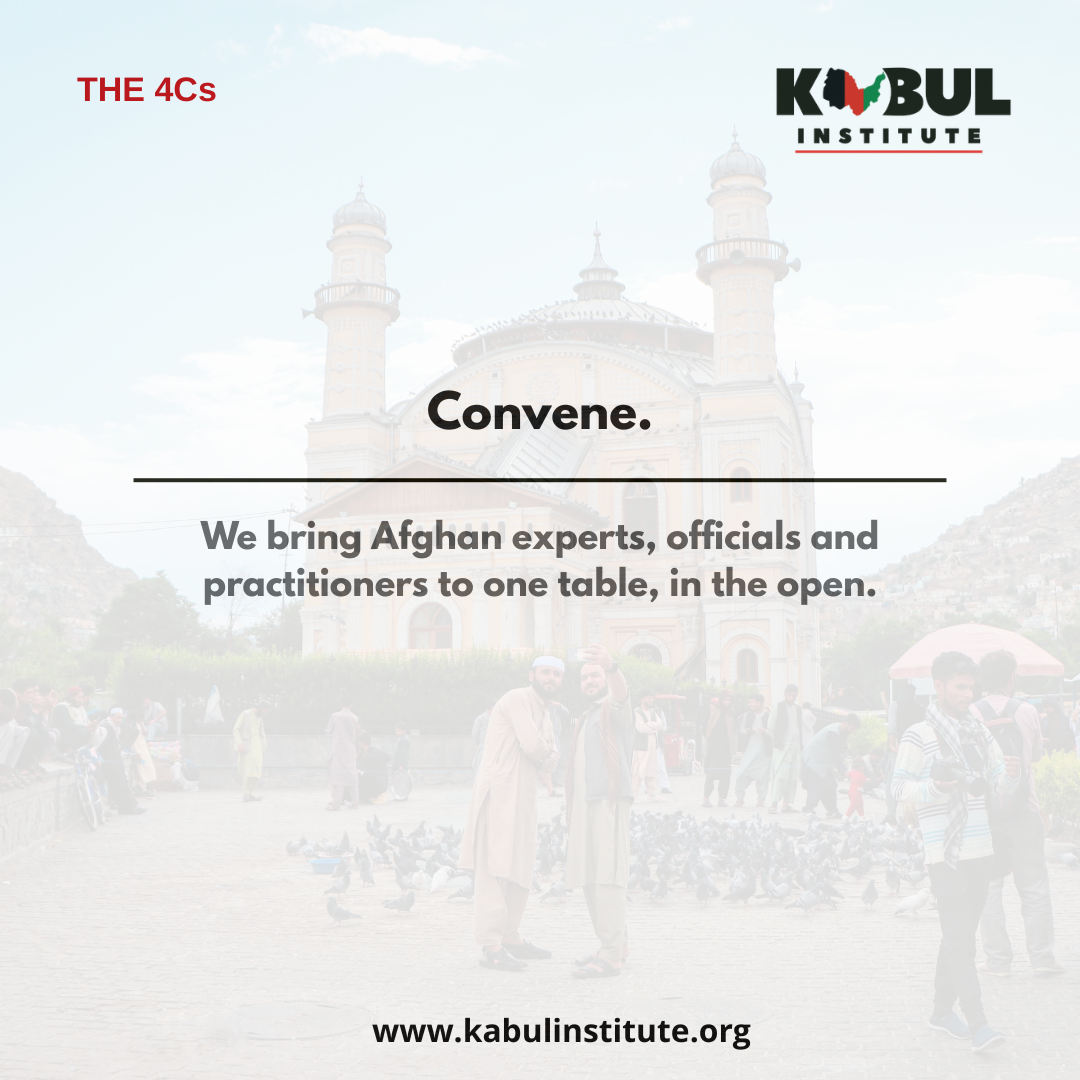 THE 4Cs
KABUL
INSTITUTE
Convene.
We bring Afghan experts, officials and
practitioners to one table, in the open.
www.kabulinstitute.org